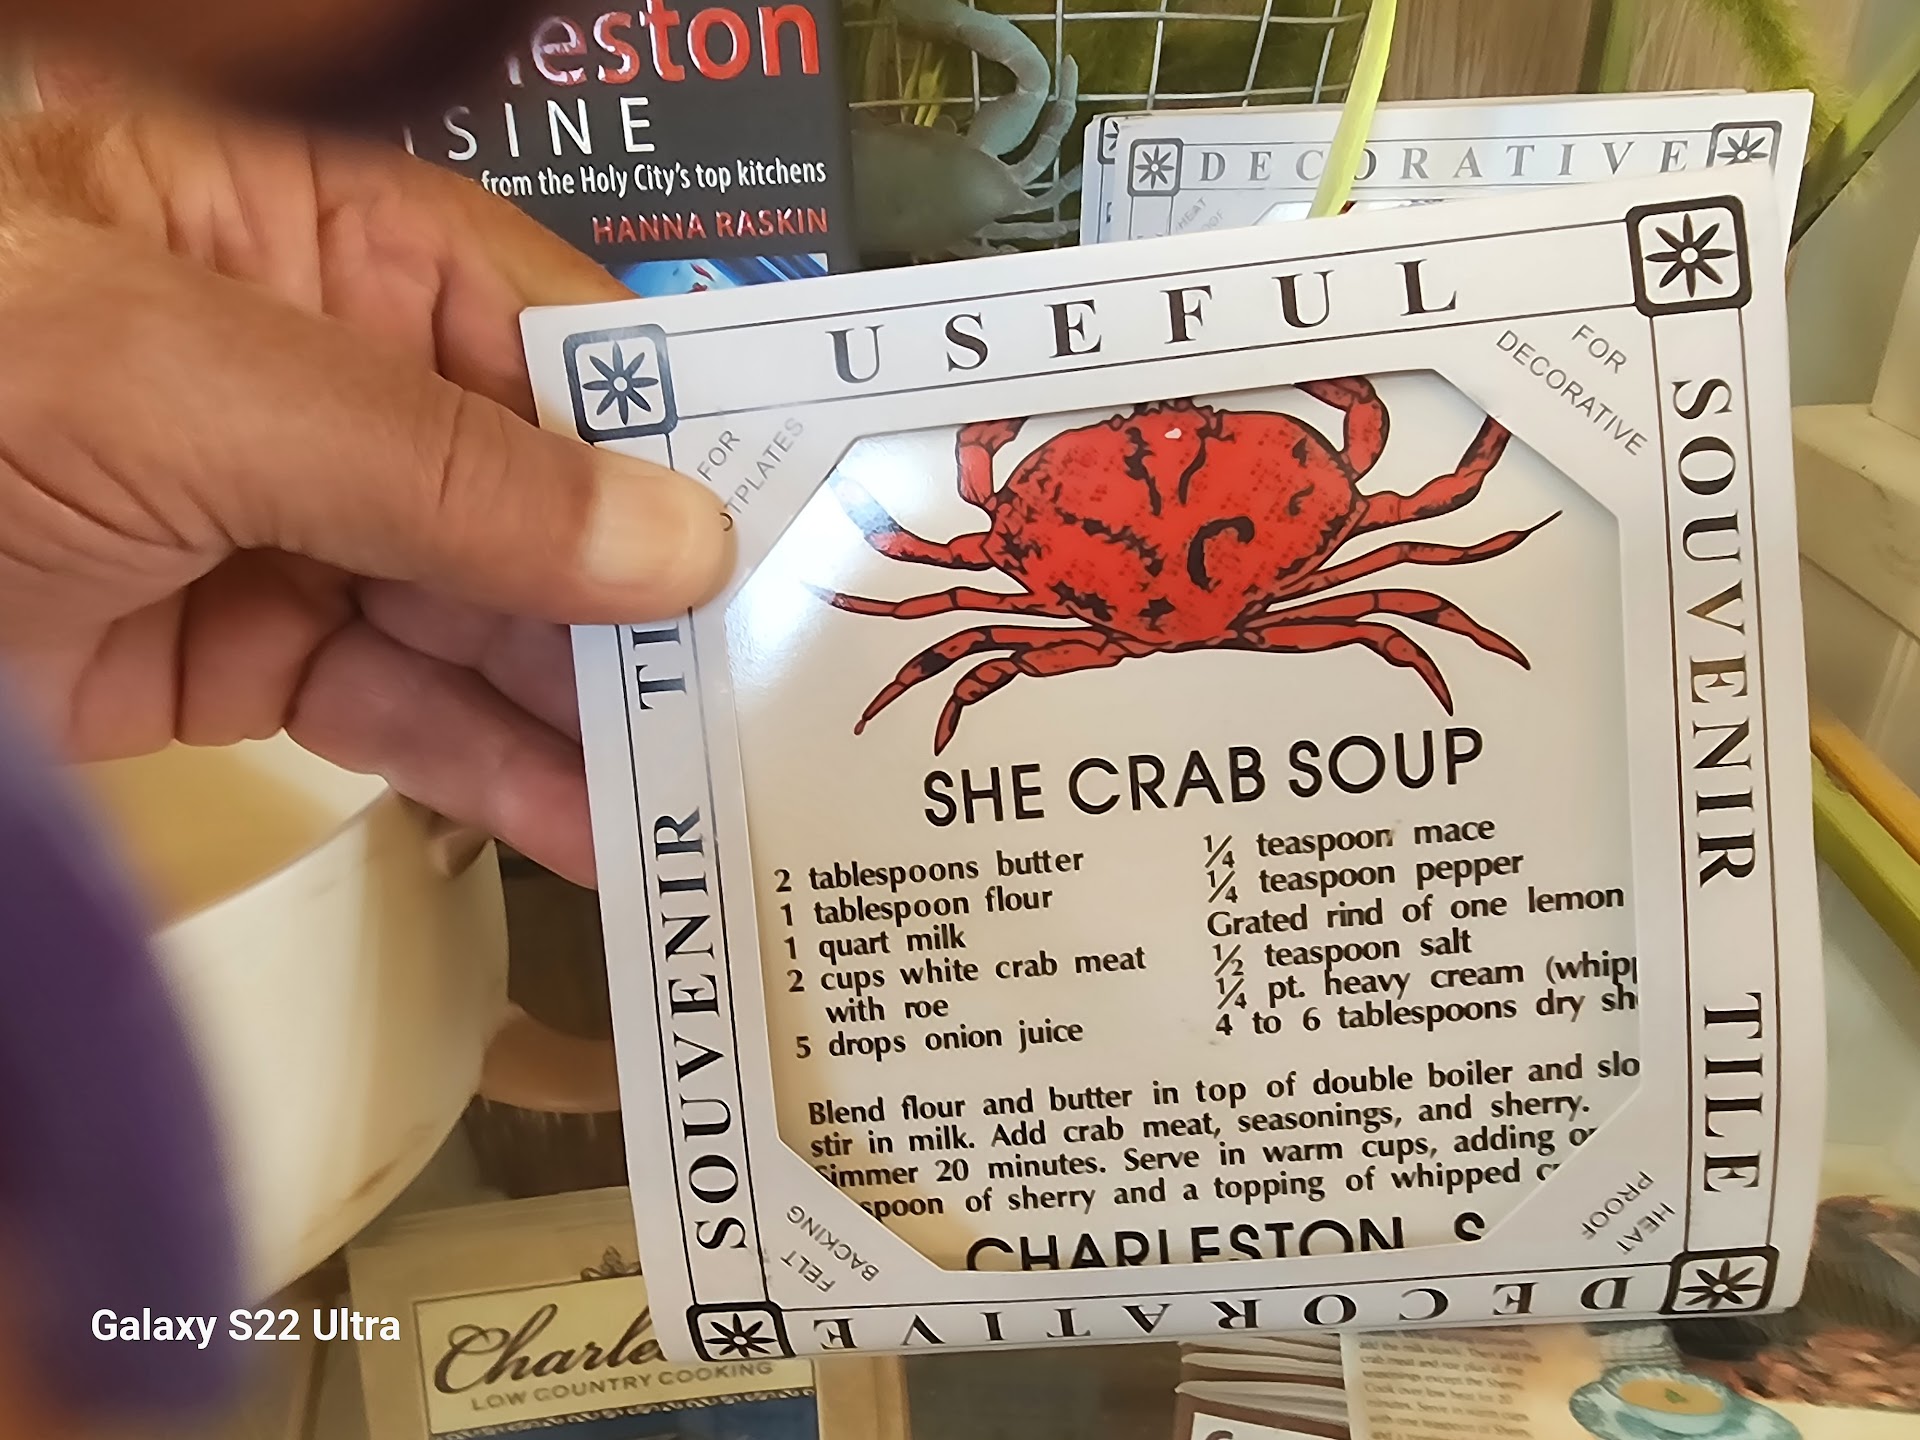 eston
SINE
from the Holy City's top kitchens
HANNA RASKIN
DECORATIVE
HEAT
USEFUL
FOR
DECORATIVE
FOR
SOUVENIR TILE
SOUVENIR
SHE CRAB SOUP
2 tablespoons butter
1 tablespoon flour
1 quart milk
2 cups white crab meat
with roe
5 drops onion juice
¼ teaspoon mace
¼ teaspoon pepper
Grated rind of one lemon
½ teaspoon salt
¼ pt. heavy cream (whip
4 to 6 tablespoons dry sh
Blend flour and butter in top of double boiler and slo
stir in milk. Add crab meat, seasonings, and sherry.
Simmer 20 minutes. Serve in warm cups, adding
spoon of sherry and a topping of whipped
CHARLESTON, S
FELT
BACKING
HEAT
PROOF
DECORATIVE
Charle
LOW COUNTRY COOKING
Galaxy S22 Ultra